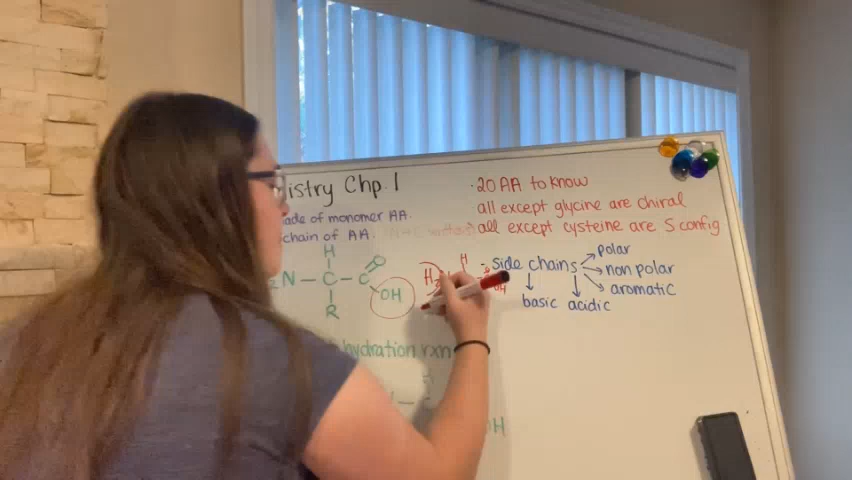 istry Chp. 1
ade of monomer AA.
chain of AA.
H
2N - C - C
O
OH
R
hydration rxn
H
H
OH
H
· 20 AA to know
all except glycine are chiral
all except cysteine are S config
- side chains
polar
non polar
aromatic
basic acidic